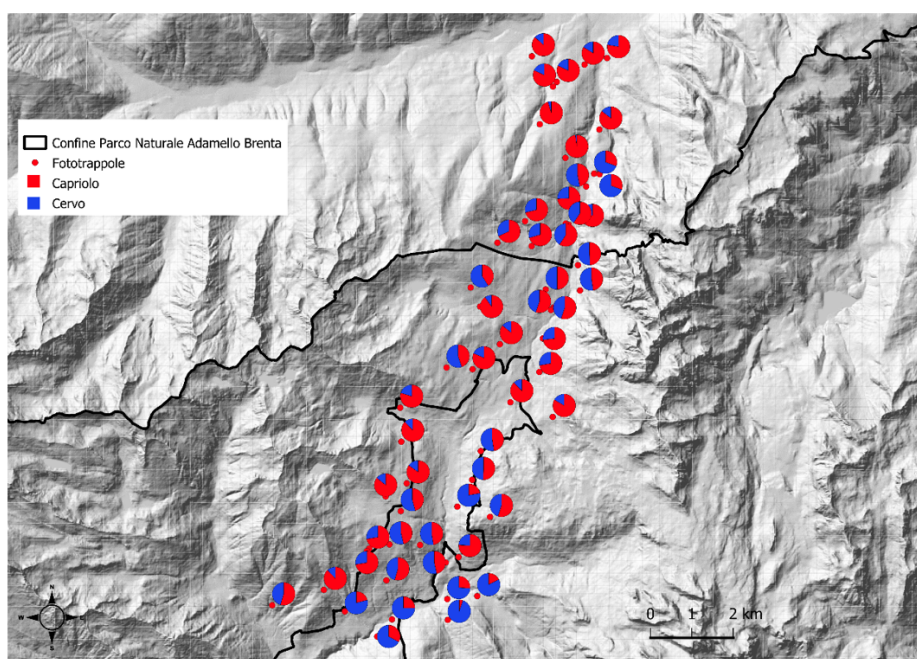 Confine Parco Naturale Adamello Brenta
Fototrappole
Capriolo
Cervo
N
W E
S
0 1 2 km